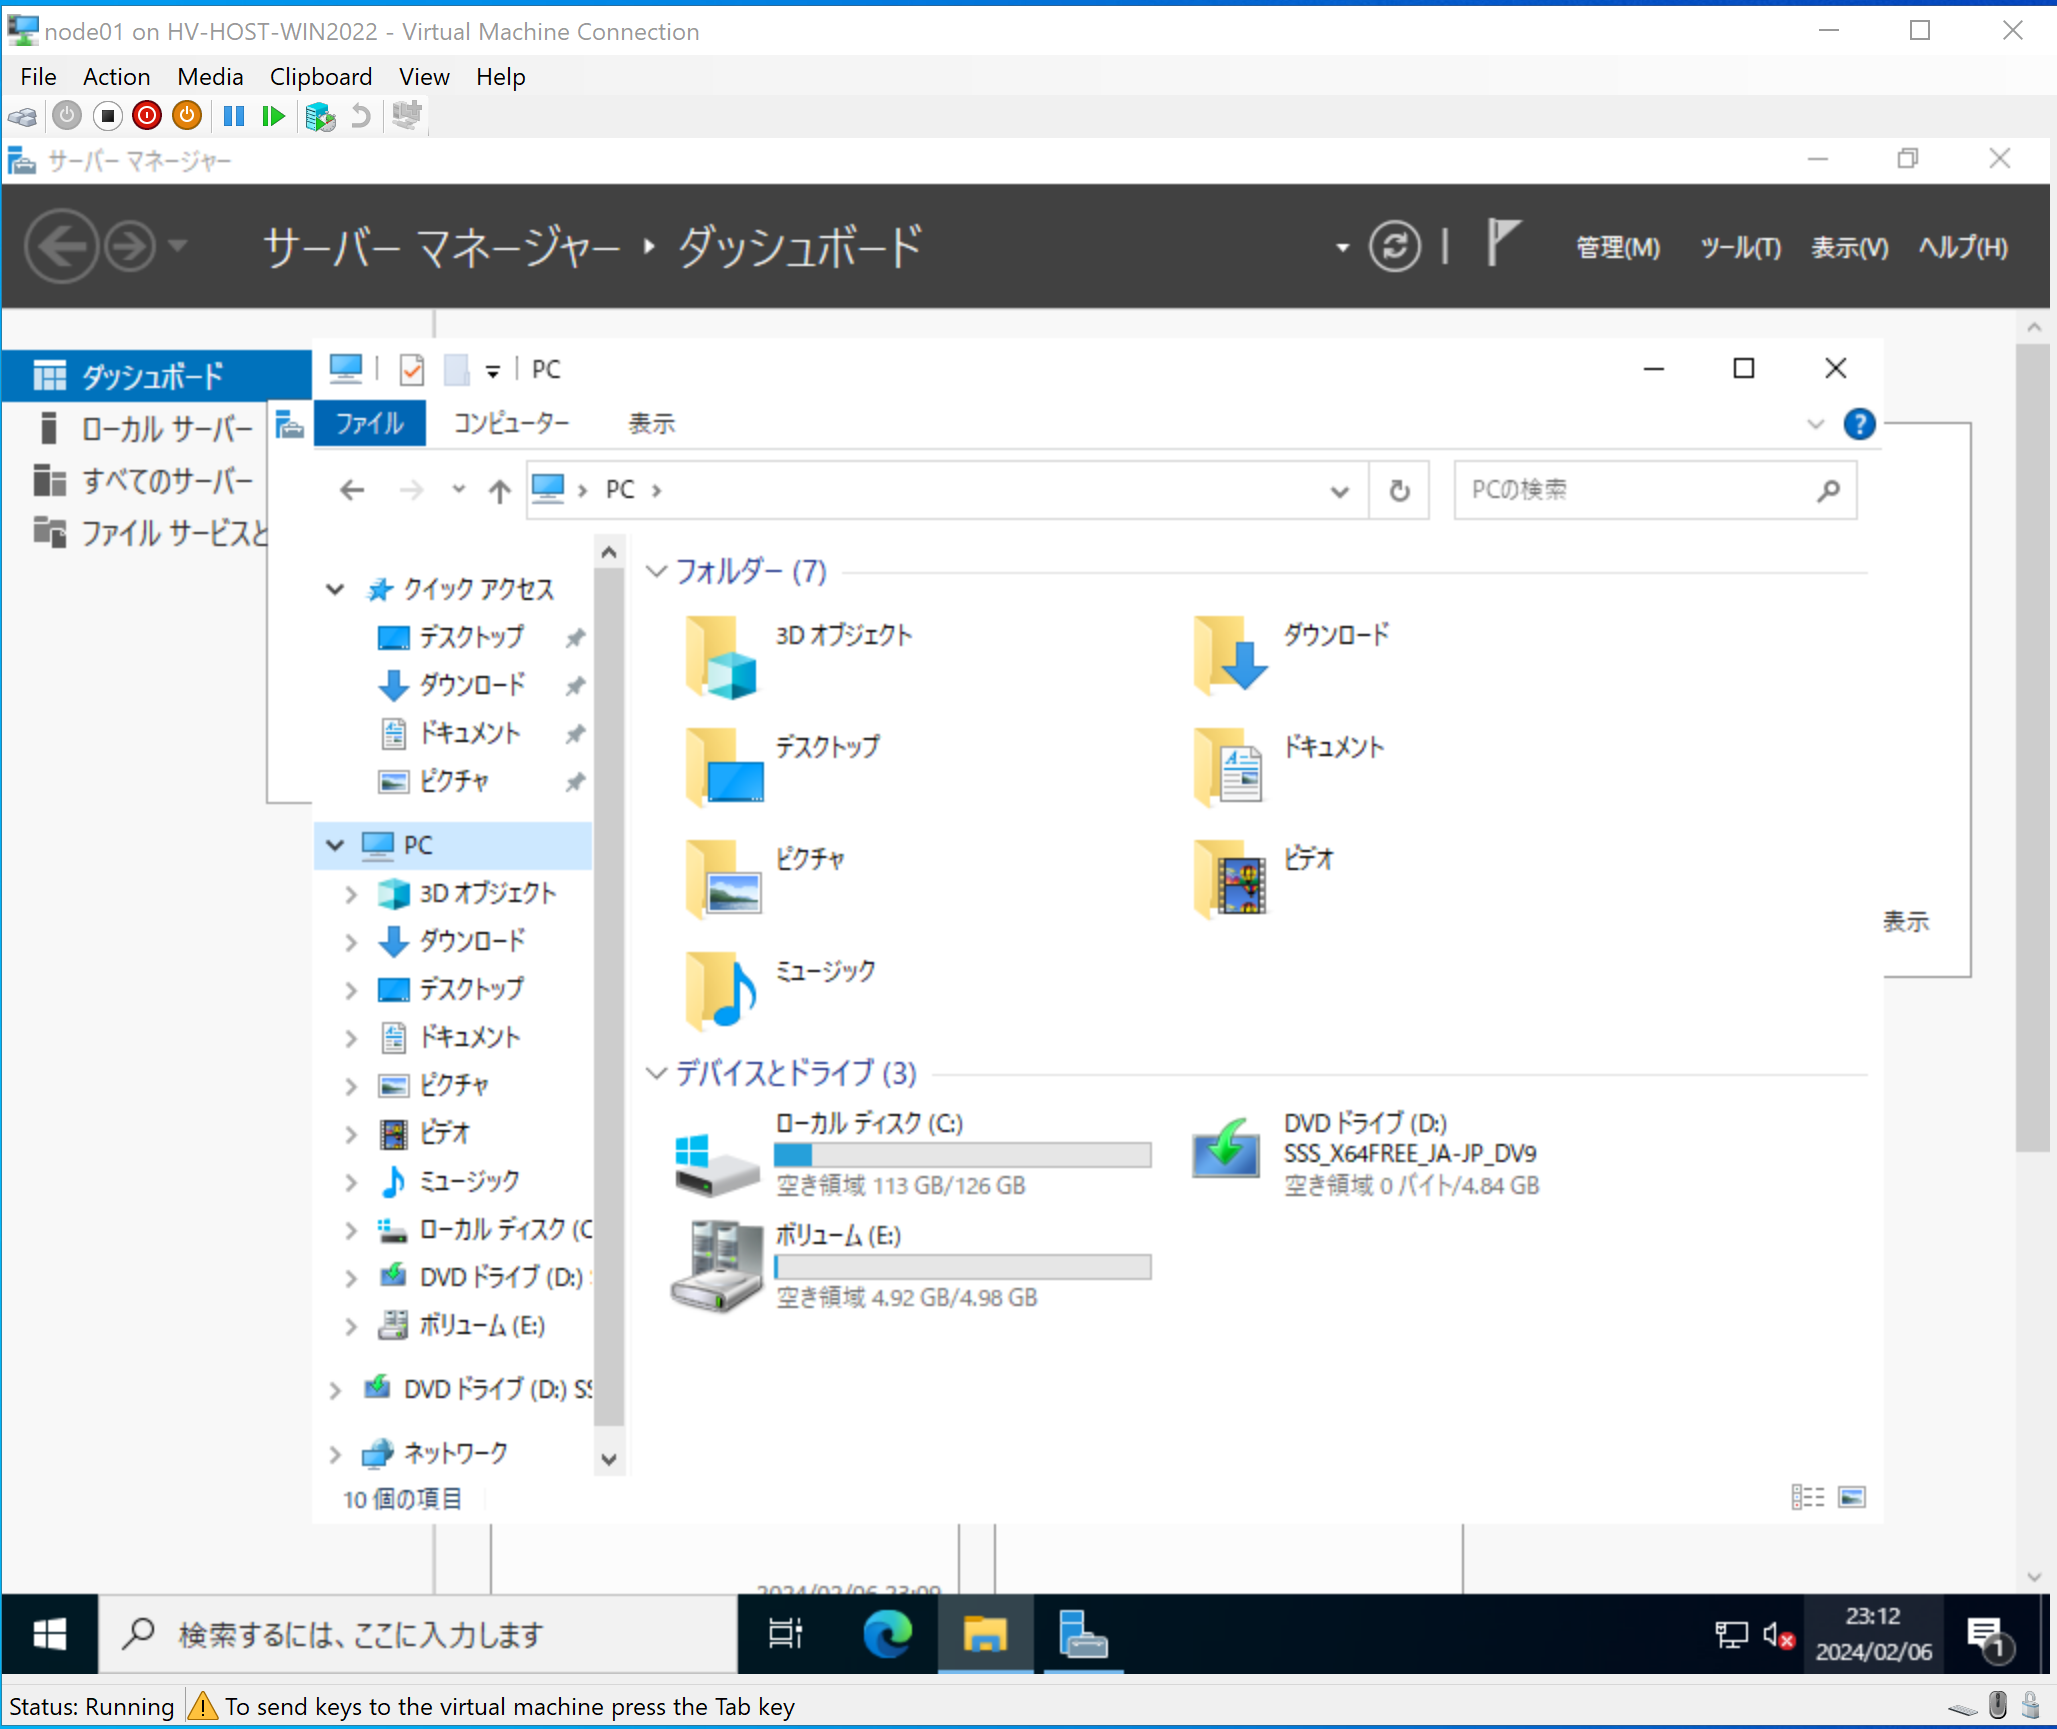 node01 on HV-HOST-WIN2022 - Virtual Machine Connection
File Action Media Clipboard View Help
サーバー マネージャー
サーバー マネージャー ダッシュボード
管理(M) ツール(T) 表示(V) ヘルプ(H)
ダッシュボード
ローカル サーバー
すべてのサーバー
ファイル サービスと
PC
ファイル コンピューター 表示
PC
PCの検索
クイック アクセス
デスクトップ
ダウンロード
ドキュメント
ピクチャ
PC
3D オブジェクト
ダウンロード
デスクトップ
ドキュメント
ピクチャ
ビデオ
ミュージック
ローカル ディスク (C
DVD ドライブ (D:)
ボリューム (E:)
DVD ドライブ (D:) SS
ネットワーク
10 個の項目
フォルダー (7)
3D オブジェクト
ダウンロード
デスクトップ
ドキュメント
ピクチャ
ビデオ
ミュージック
デバイスとドライブ (3)
ローカル ディスク (C:)
空き領域 113 GB/126 GB
DVD ドライブ (D:)
SSS_X64FREE_JA-JP_DV9
空き領域 0 バイト/4.84 GB
ボリューム (E:)
空き領域 4.92 GB/4.98 GB
表示
2024/02/06 23:09
検索するには、ここに入力します
23:12
2024/02/06
1
Status: Running To send keys to the virtual machine press the Tab key